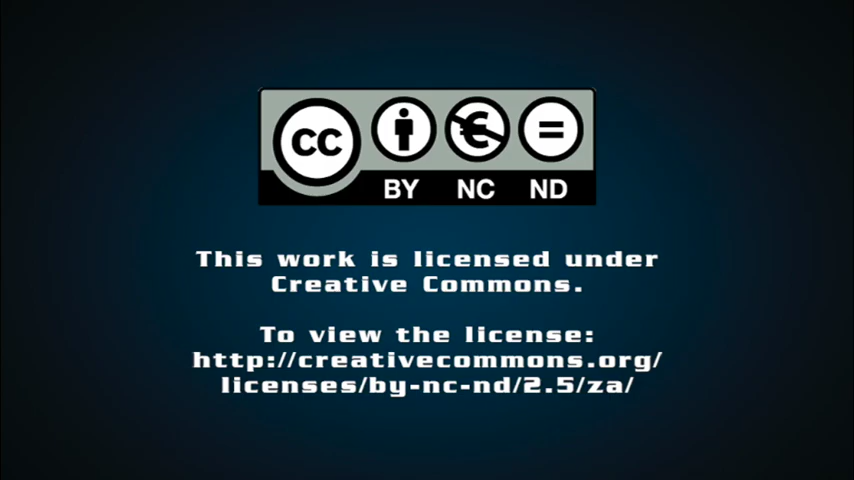 CC
BY NC ND
This work is licensed under
Creative Commons.
To view the license:
http://creativecommons.org/
licenses/by-nc-nd/2.5/za/